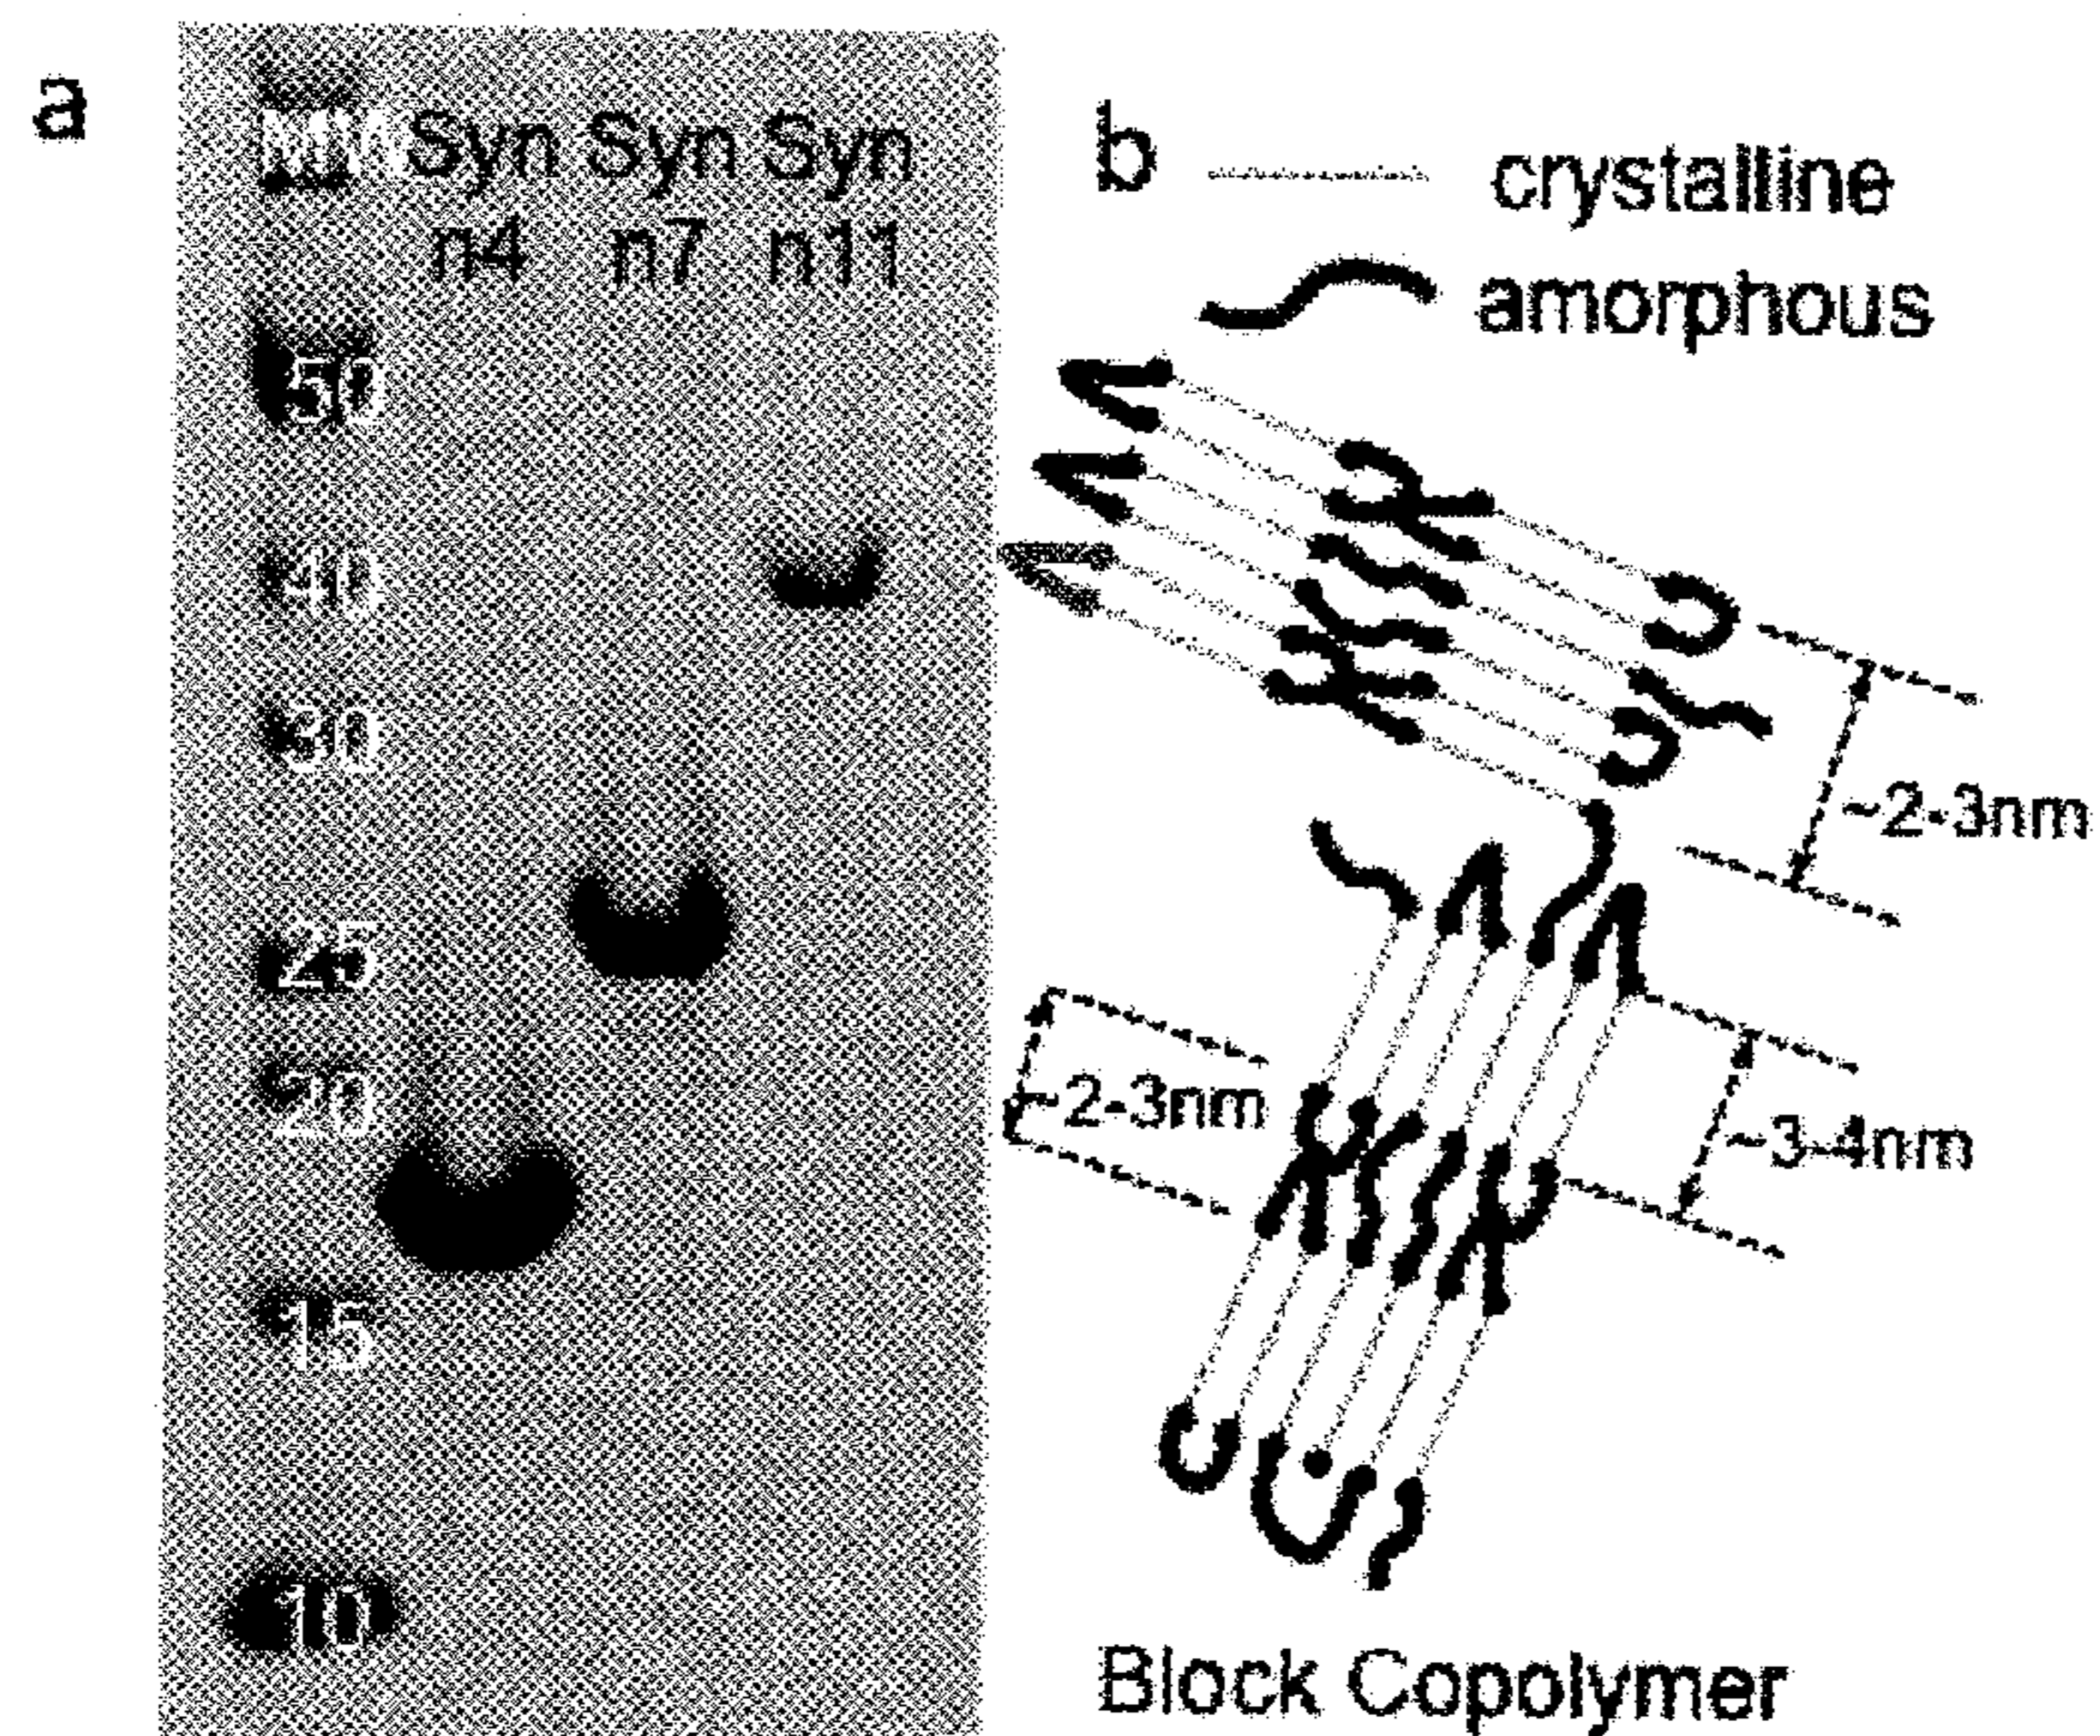 a
MW Syn Syn Syn
n4 n7 n11
50
40
30
25
20
15
10
b
crystalline
amorphous
~2-3nm
~2-3nm
~3-4nm
Block Copolymer